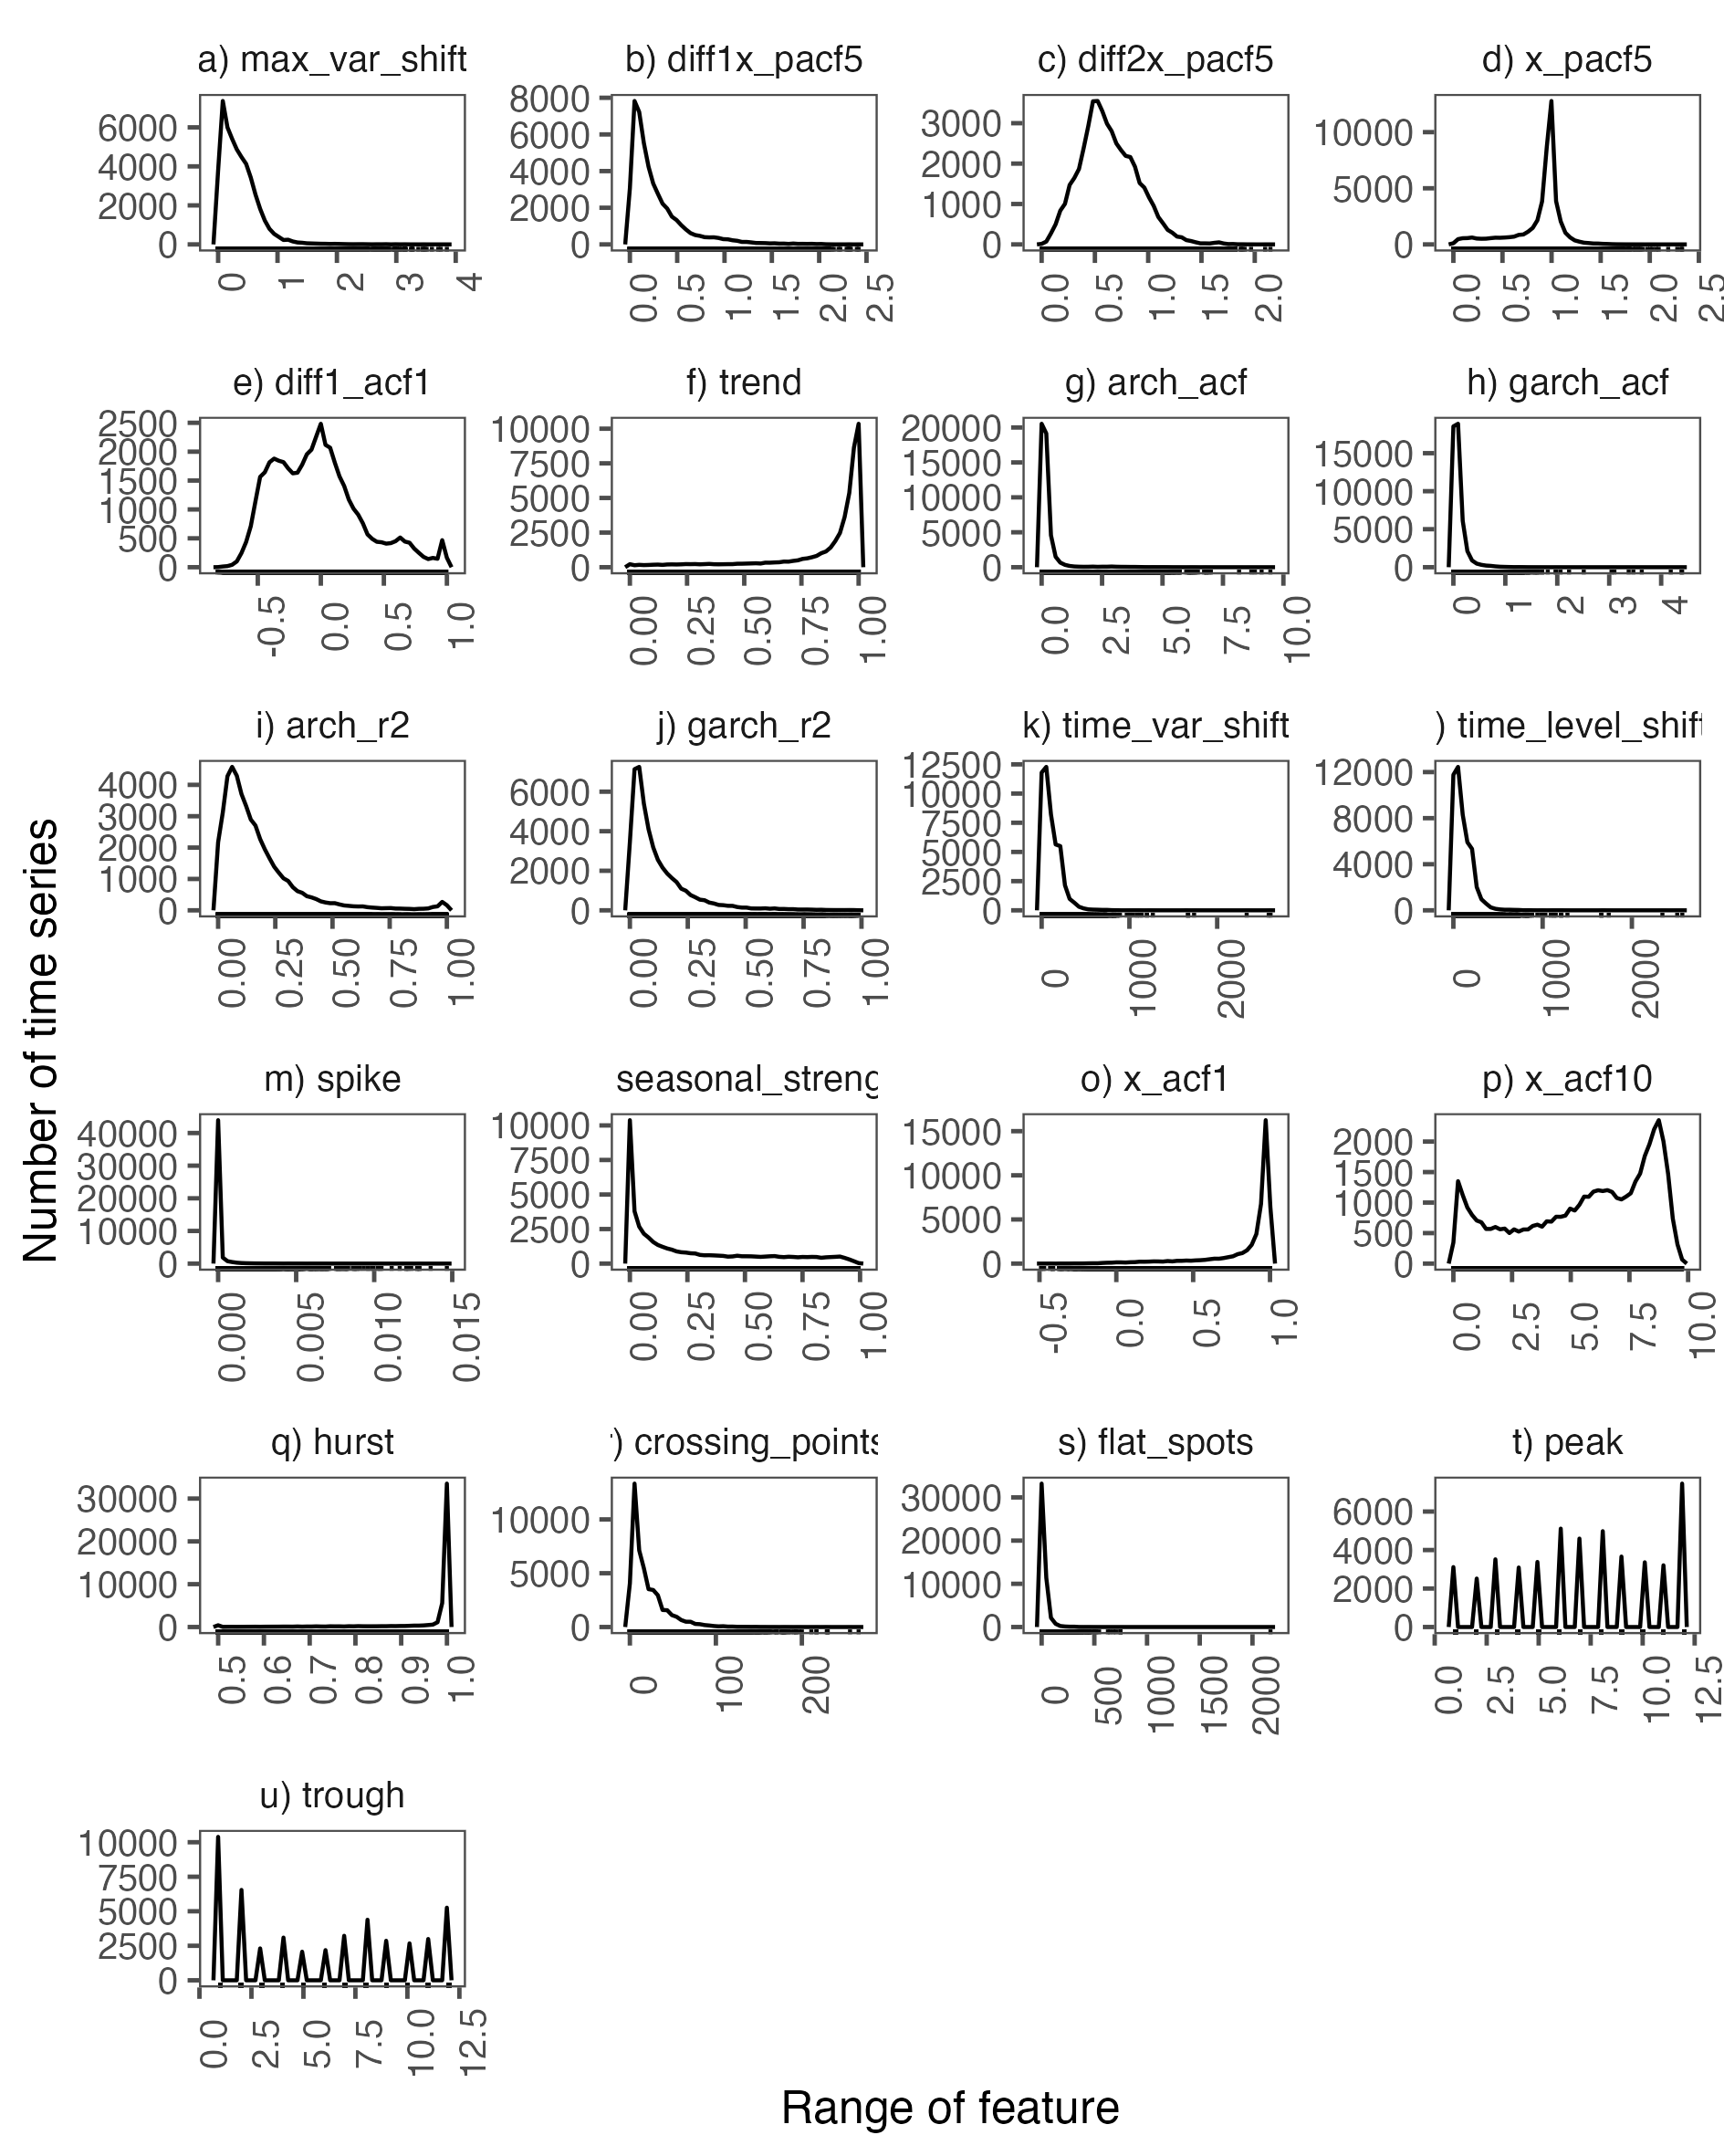 a) max_var_shift
b) diff1x_pacf5
c) diff2x_pacf5
d) x_pacf5
6000
4000
2000
0
0 1 2 3 4
8000
6000
4000
2000
0
0.0 0.5 1.0 1.5 2.0 2.5
3000
2000
1000
0
0.0 0.5 1.0 1.5 2.0
10000
5000
0
0.0 0.5 1.0 1.5 2.0 2.5
e) diff1_acf1
f) trend
g) arch_acf
h) garch_acf
2500
2000
1500
1000
500
0
-0.5 0.0 0.5 1.0
10000
7500
5000
2500
0
0.00 0.25 0.50 0.75 1.00
20000
15000
10000
5000
0
0.0 2.5 5.0 7.5 10.0
15000
10000
5000
0
0 1 2 3 4
i) arch_r2
j) garch_r2
k) time_var_shift
) time_level_shift
4000
3000
2000
1000
0
0.00 0.25 0.50 0.75 1.00
6000
4000
2000
0
0.00 0.25 0.50 0.75 1.00
12500
10000
7500
5000
2500
0
0 1000 2000
12000
8000
4000
0
0 1000 2000
m) spike
seasonal_streng
o) x_acf1
p) x_acf10
40000
30000
20000
10000
0
0.000 0.005 0.010 0.015
10000
7500
5000
2500
0
0.00 0.25 0.50 0.75 1.00
15000
10000
5000
0
-0.5 0.0 0.5 1.0
2000
1500
1000
500
0
0.0 2.5 5.0 7.5 10.0
q) hurst
r) crossing_points
s) flat_spots
t) peak
30000
20000
10000
0
0.5 0.6 0.7 0.8 0.9 1.0
10000
5000
0
0 100 200
30000
20000
10000
0
0 500 1000 1500 2000
6000
4000
2000
0
0.0 2.5 5.0 7.5 10.0 12.5
u) trough
10000
7500
5000
2500
0
0.0 2.5 5.0 7.5 10.0 12.5
Number of time series
Range of feature